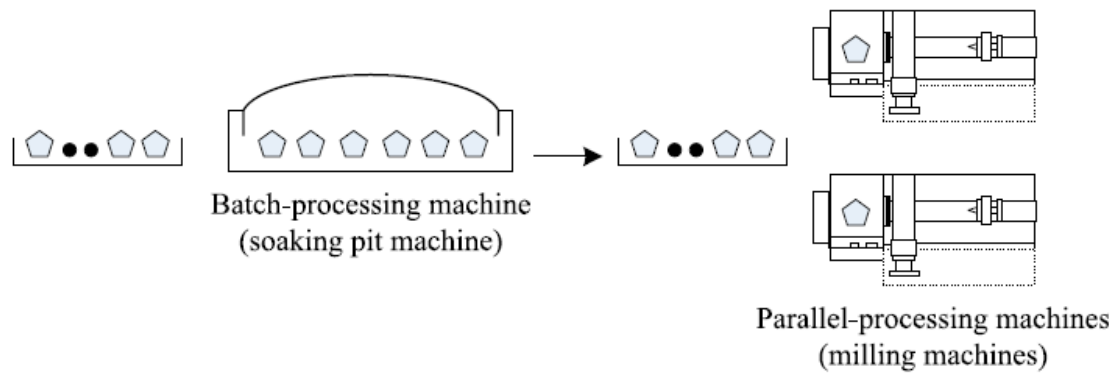 Batch-processing machine
(soaking pit machine)
Parallel-processing machines
(milling machines)